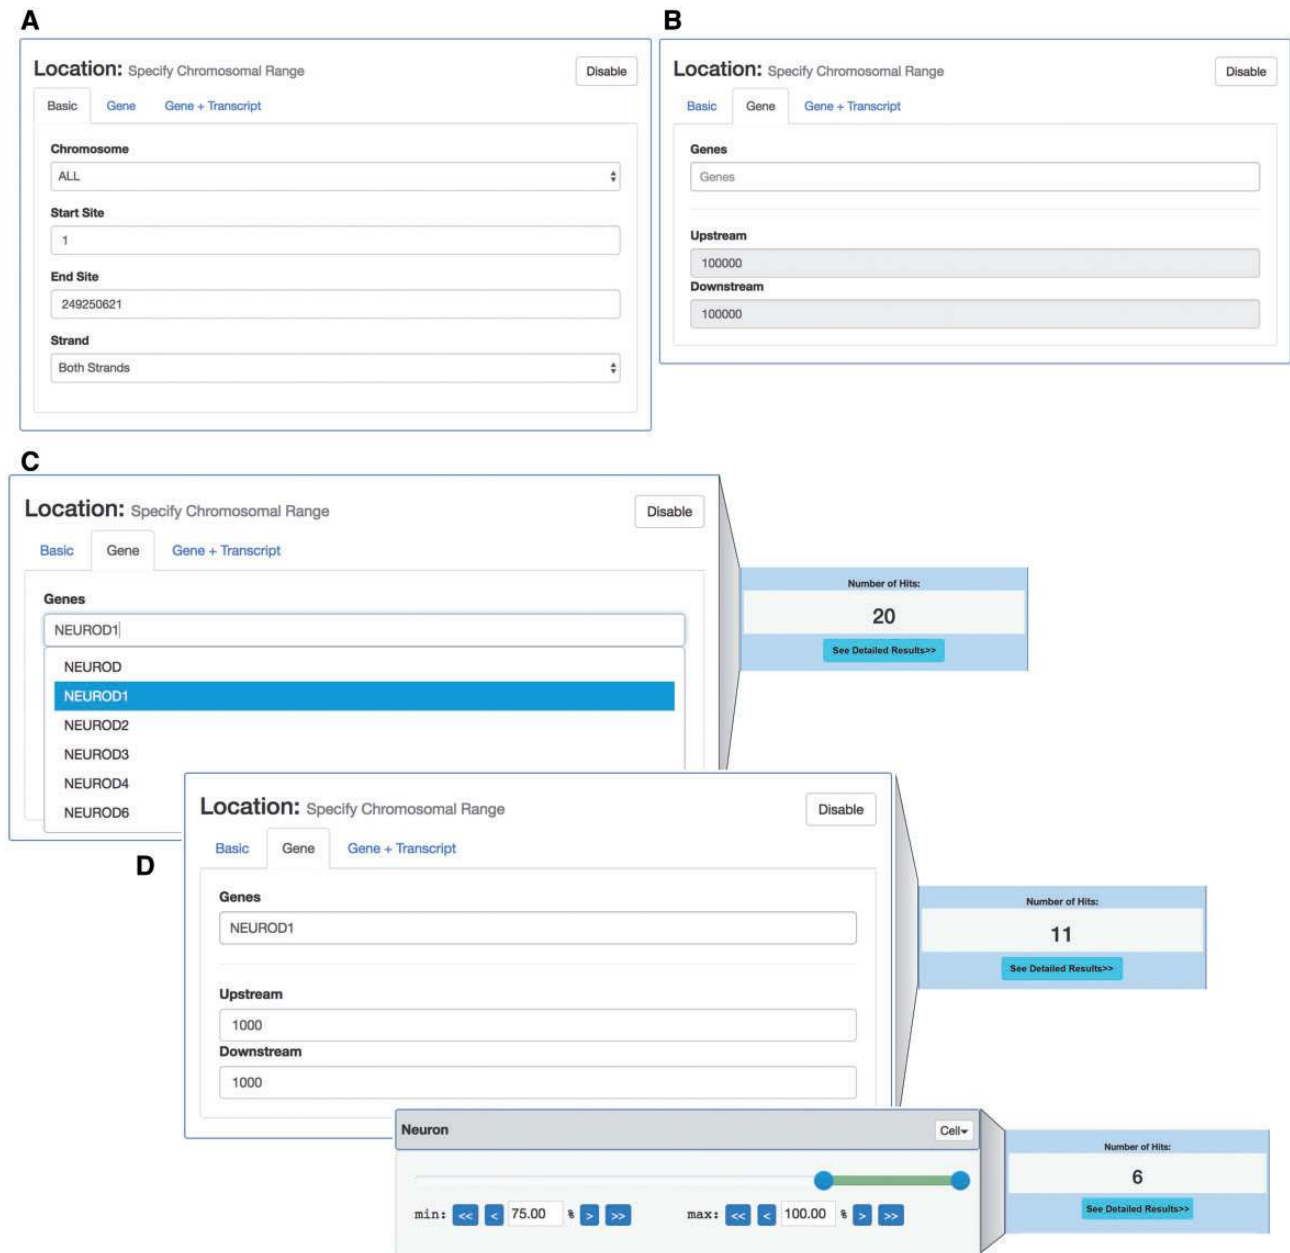 A
Location: Specify Chromosomal Range
Disable
Basic Gene Gene + Transcript
Chromosome
ALL
Start Site
1
End Site
249250621
Strand
Both Strands
B
Location: Specify Chromosomal Range
Disable
Basic Gene Gene + Transcript
Genes
Genes
Upstream
100000
Downstream
100000
C
Location: Specify Chromosomal Range
Disable
Basic Gene Gene + Transcript
Genes
NEUROD1
NEUROD
NEUROD1
NEUROD2
NEUROD3
NEUROD4
NEUROD6
Number of Hits:
20
See Detailed Results>>
D
Location: Specify Chromosomal Range
Disable
Basic Gene Gene + Transcript
Genes
NEUROD1
Upstream
1000
Downstream
1000
Number of Hits:
11
See Detailed Results>>
Neuron
Cell
min: << < 75.00 % > >> max: << < 100.00 % > >>
Number of Hits:
6
See Detailed Results>>